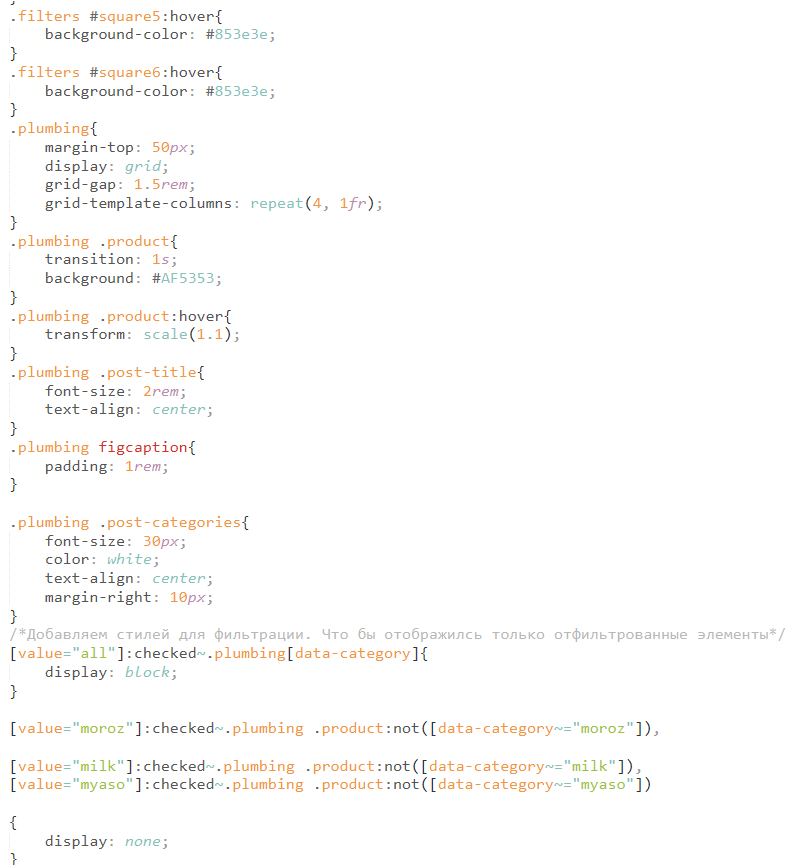 }
.filters #square5:hover{
background-color: #853e3e;
}
.filters #square6:hover{
background-color: #853e3e;
}
.plumbing{
margin-top: 50px;
display: grid;
grid-gap: 1.5rem;
grid-template-columns: repeat(4, 1fr);
}
.plumbing .product{
transition: 1s;
background: #AF5353;
}
.plumbing .product:hover{
transform: scale(1.1);
}
.plumbing .post-title{
font-size: 2rem;
text-align: center;
}
.plumbing figcaption{
padding: 1rem;
}
.plumbing .post-categories{
font-size: 30px;
color: white;
text-align: center;
margin-right: 10px;
}
/*Добавляем стилей для фильтрации. Что бы отображилсь только отфильтрованные элементы*/
[value="all"]:checked~.plumbing[data-category]{
display: block;
}
[value="moroz"]:checked~.plumbing .product:not([data-category~="moroz"]),
[value="milk"]:checked~.plumbing .product:not([data-category~="milk"]),
[value="myaso"]:checked~.plumbing .product:not([data-category~="myaso"])
{
display: none;
}